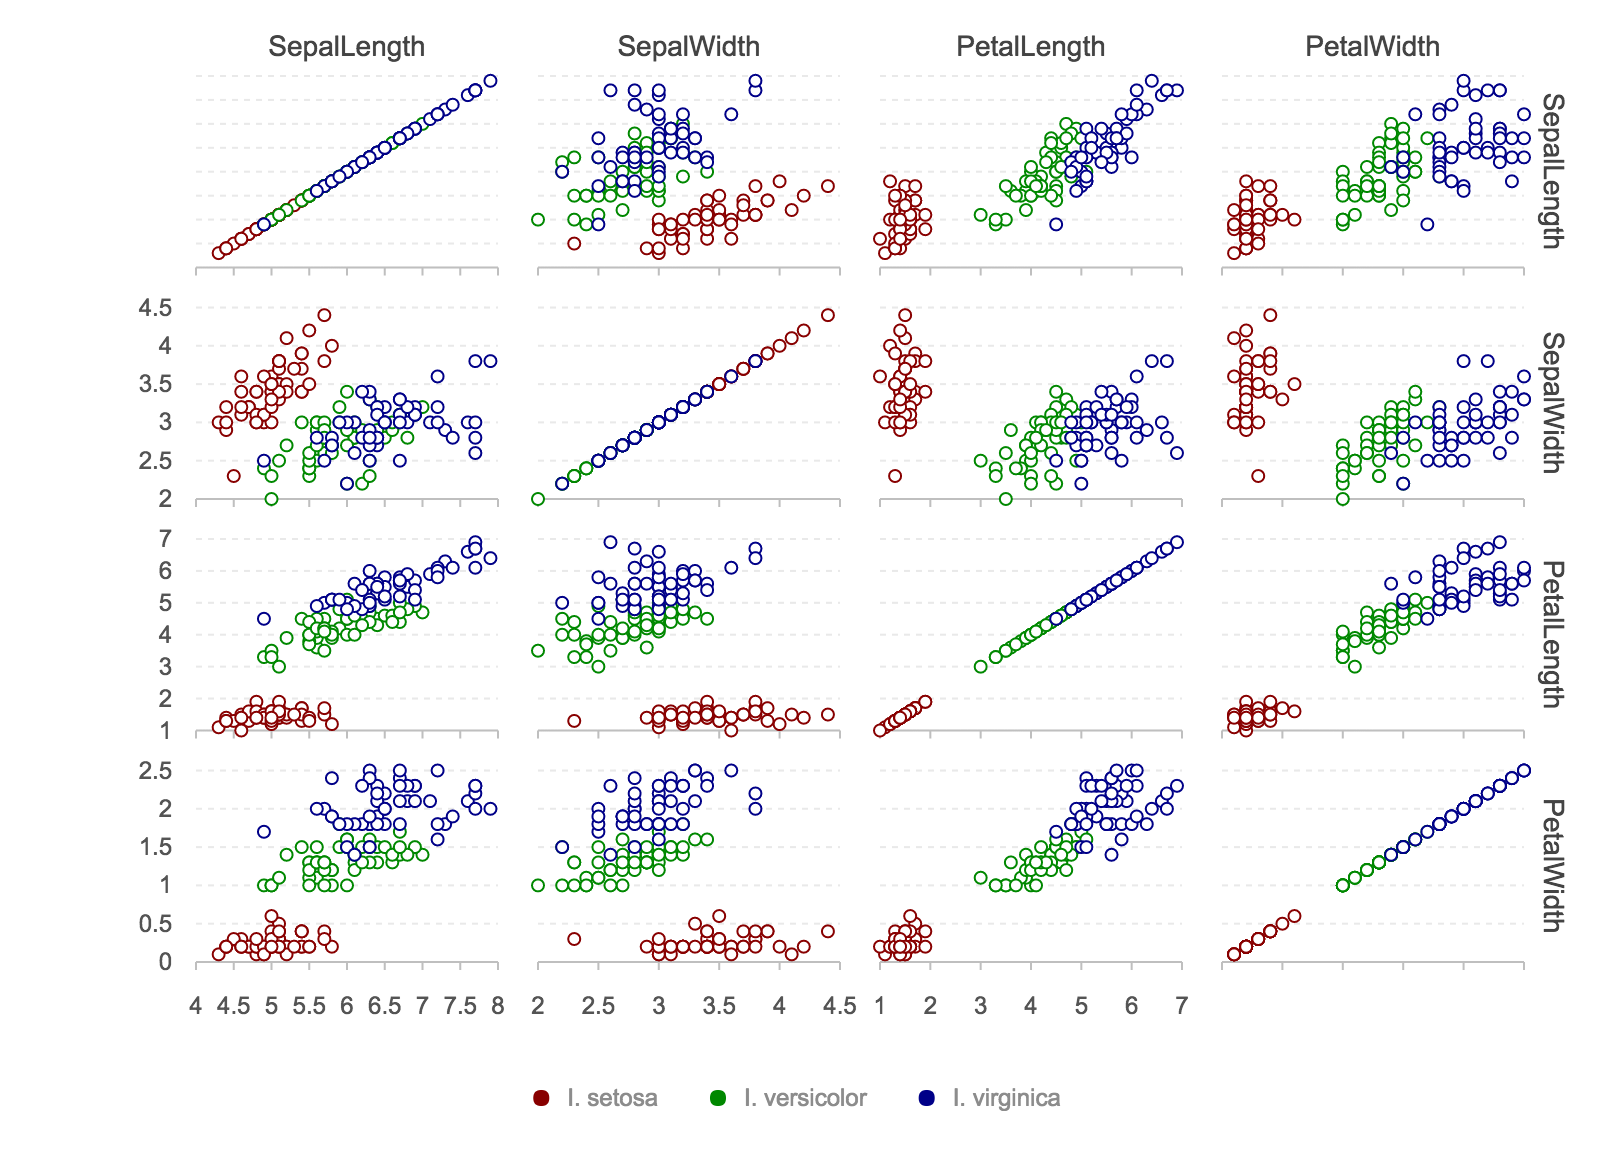 SepalLength SepalWidth PetalLength PetalWidth
SepalLength
4.5
4
3.5
3
2.5
2
SepalWidth
7
6
5
4
3
2
1
PetalLength
2.5
2
1.5
1
0.5
0
PetalWidth
4 4.5 5 5.5 6 6.5 7 7.5 8 2 2.5 3 3.5 4 4.5 1 2 3 4 5 6 7
I. setosa I. versicolor I. virginica